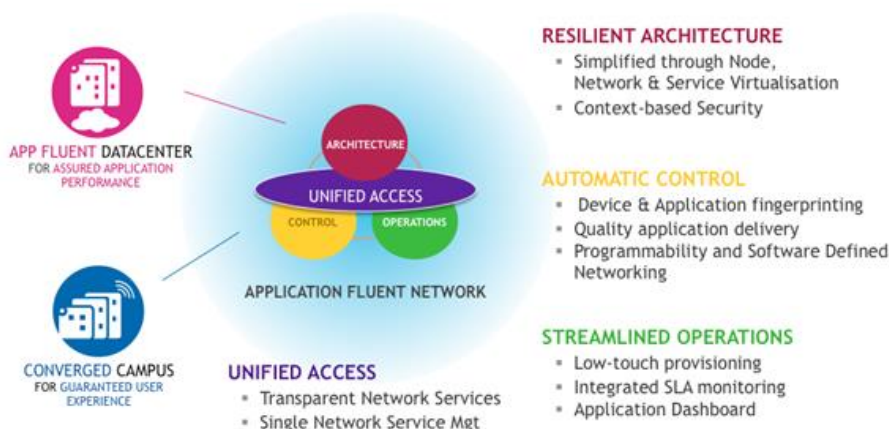 APP FLUENT DATACENTER
FOR ASSURED APPLICATION
PERFORMANCE
CONVERGED CAMPUS
FOR GUARANTEED USER
EXPERIENCE
ARCHITECTURE
UNIFIED ACCESS
CONTROL
OPERATIONS
APPLICATION FLUENT NETWORK
UNIFIED ACCESS
▪ Transparent Network Services
▪ Single Network Service Mgt
RESILIENT ARCHITECTURE
▪ Simplified through Node,
Network & Service Virtualisation
▪ Context-based Security
AUTOMATIC CONTROL
▪ Device & Application fingerprinting
▪ Quality application delivery
▪ Programmability and Software Defined
Networking
STREAMLINED OPERATIONS
▪ Low-touch provisioning
▪ Integrated SLA monitoring
▪ Application Dashboard